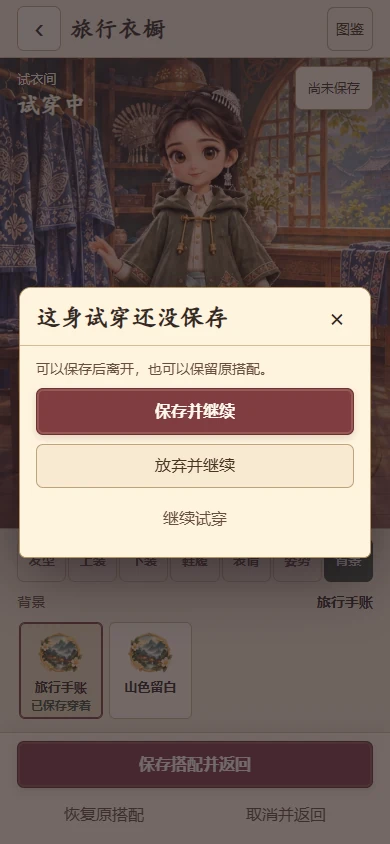 旅行衣橱
图鉴
试衣间
试穿中
尚未保存
这身试穿还没保存
可以保存后离开，也可以保留原搭配。
保存并继续
放弃并继续
继续试穿
发型 上装 下装 鞋履 表情 姿势 背景
背景
旅行手账
旅行手账
已保存穿着
山色留白
保存搭配并返回
恢复原搭配
取消并返回